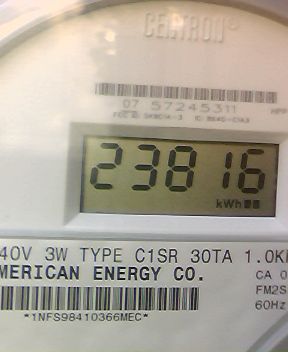 CENTRON®
07 57245311
23816
kWh
40V 3W TYPE C1SR 30TA 1.0K
MERICAN ENERGY CO.
CA 0
FM2S
60Hz
*1NFS98410366MEC*